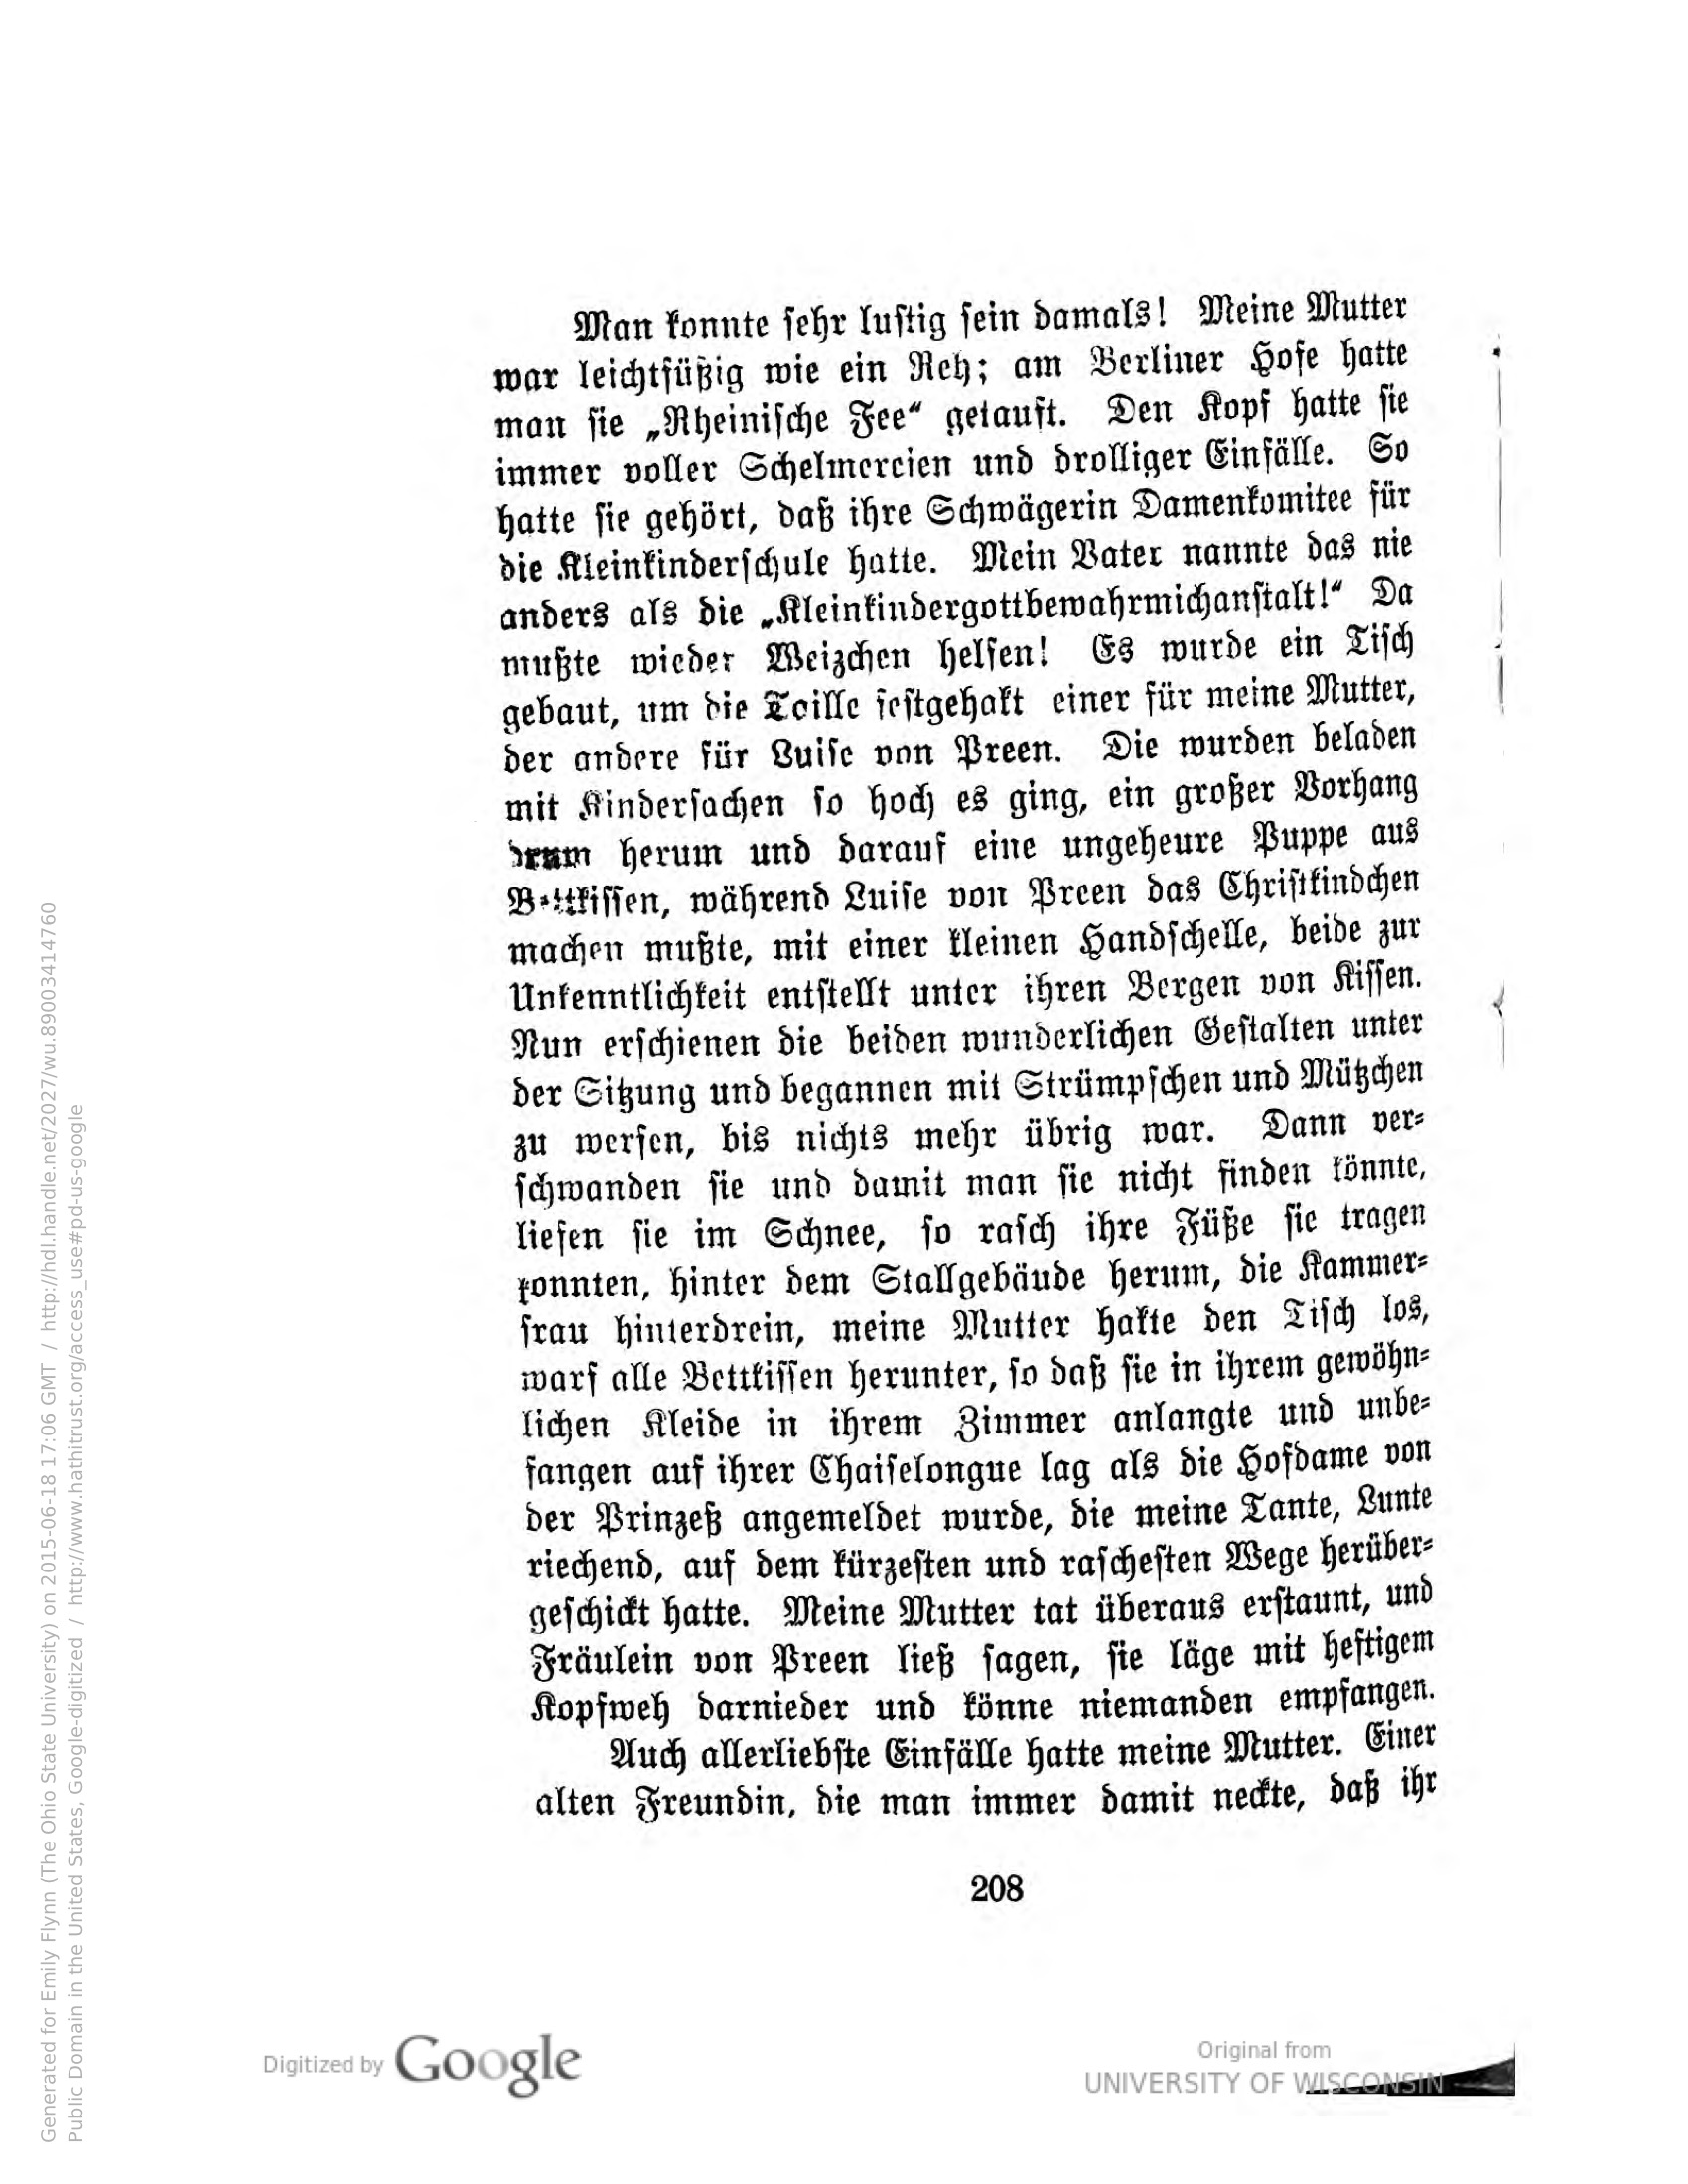 Man konnte sehr lustig sein damals! Meine Mutter
war leichtfüßig wie ein Reh; am Berliner Hofe hatte
man sie „Rheinische Fee“ getauft. Den Kopf hatte sie
immer voller Schelmereien und drolliger Einfälle. So
hatte sie gehört, daß ihre Schwägerin Damenkomitee für
die Kleinkinderschule hatte. Mein Vater nannte das nie
anders als die „Kleinkindergottbewahrmichanstalt!“ Da
mußte wieder Weizchen helfen! Es wurde ein Tisch
gebaut, um die Taille festgehakt einer für meine Mutter,
der andere für Luise von Preen. Die wurden beladen
mit Kindersachen so hoch es ging, ein großer Vorhang
drum herum und darauf eine ungeheure Puppe aus
Bettkissen, während Luise von Preen das Christkindchen
machen mußte, mit einer kleinen Handschelle, beide zur
Unkenntlichkeit entstellt unter ihren Bergen von Kissen.
Nun erschienen die beiden wunderlichen Gestalten unter
der Sitzung und begannen mit Strümpfchen und Mützchen
zu werfen, bis nichts mehr übrig war. Dann ver-
schwanden sie und damit man sie nicht finden könnte,
liefen sie im Schnee, so rasch ihre Füße sie tragen
konnten, hinter dem Stallgebäude herum, die Kammer-
frau hinterdrein, meine Mutter hakte den Tisch los,
warf alle Bettkissen herunter, so daß sie in ihrem gewöhn-
lichen Kleide in ihrem Zimmer anlangte und unbe-
fangen auf ihrer Chaiselongue lag als die Hofdame von
der Prinzeß angemeldet wurde, die meine Tante, Lunte
riechend, auf dem kürzesten und raschesten Wege herüber-
geschickt hatte. Meine Mutter tat überaus erstaunt, und
Fräulein von Preen ließ sagen, sie läge mit heftigem
Kopfweh darnieder und könne niemanden empfangen.
Auch allerliebste Einfälle hatte meine Mutter. Einer
alten Freundin, die man immer damit neckte, daß ihr
208
Digitized by Google
Original from
UNIVERSITY OF WISCONSIN
Generated for Emily Flynn (The Ohio State University) on 2015-06-18 17:06 GMT / http://hdl.handle.net/2027/wu.89003414760
Public Domain in the United States, Google-digitized / http://www.hathitrust.org/access_use#pd-us-google